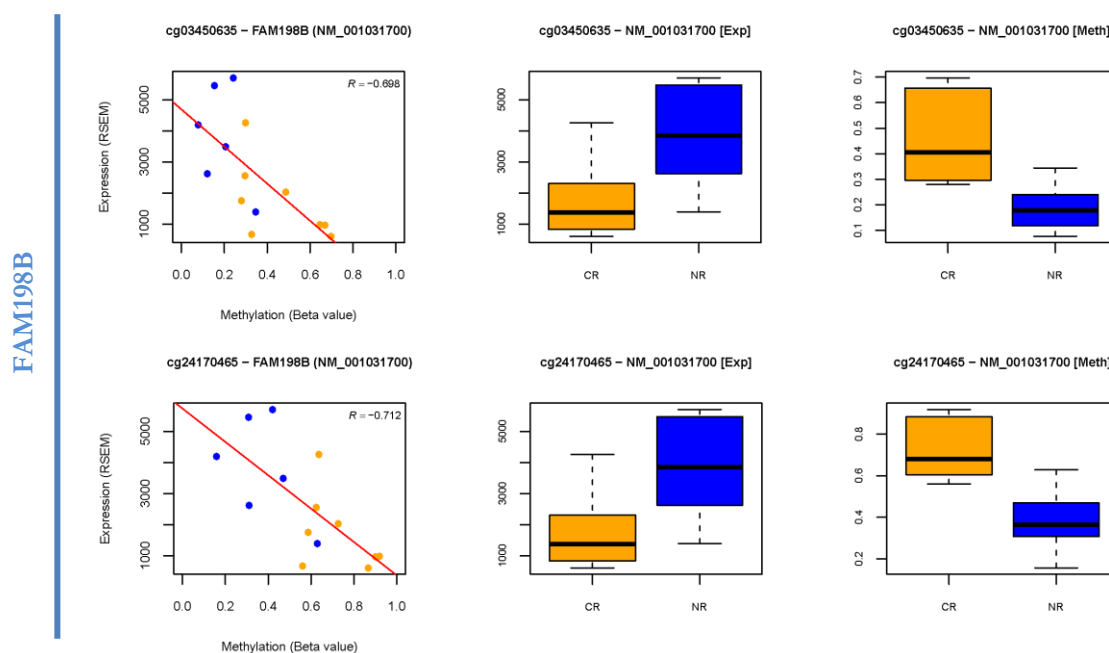 FAM198B
cg03450635 – FAM198B (NM_001031700)
R = −0.698
Expression (RSEM)
1000 3000 5000
0.0 0.2 0.4 0.6 0.8 1.0
Methylation (Beta value)
cg03450635 – NM_001031700 [Exp]
1000 3000 5000
CR NR
cg03450635 – NM_001031700 [Meth]
0.1 0.2 0.3 0.4 0.5 0.6 0.7
CR NR
cg24170465 – FAM198B (NM_001031700)
R = −0.712
Expression (RSEM)
1000 3000 5000
0.0 0.2 0.4 0.6 0.8 1.0
Methylation (Beta value)
cg24170465 – NM_001031700 [Exp]
1000 3000 5000
CR NR
cg24170465 – NM_001031700 [Meth]
0.2 0.4 0.6 0.8
CR NR